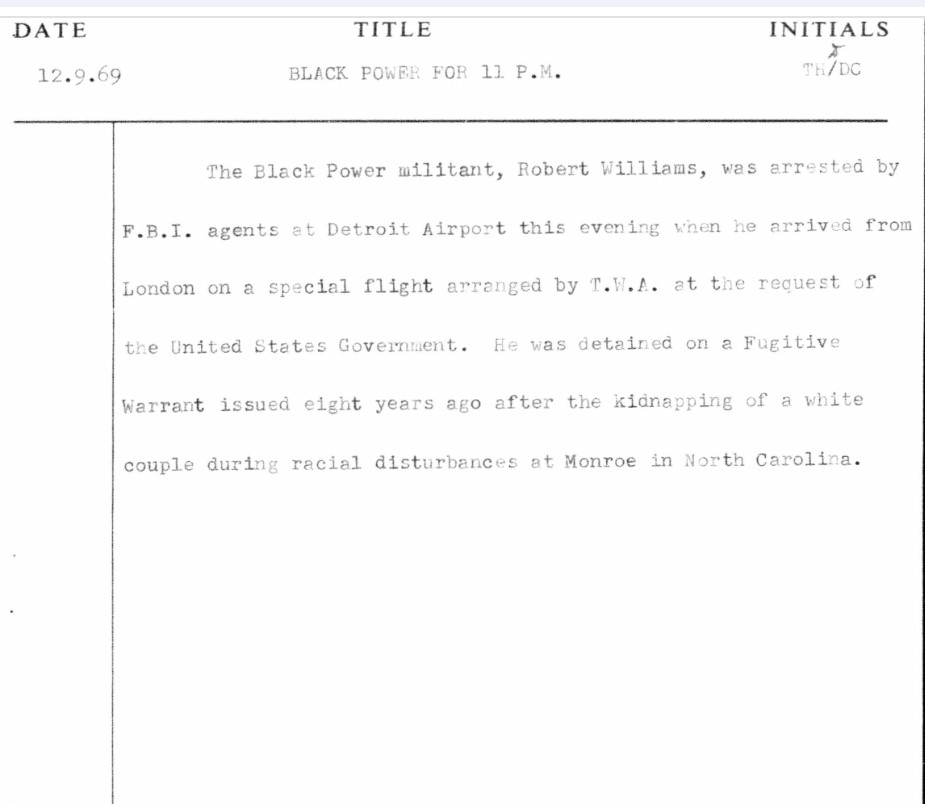 DATE TITLE INITIALS
12.9.69 BLACK POWER FOR 11 P.M. TH/DC
The Black Power militant, Robert Williams, was arrested by
F.B.I. agents at Detroit Airport this evening when he arrived from
London on a special flight arranged by T.W.A. at the request of
the United States Government. He was detained on a Fugitive
Warrant issued eight years ago after the kidnapping of a white
couple during racial disturbances at Monroe in North Carolina.